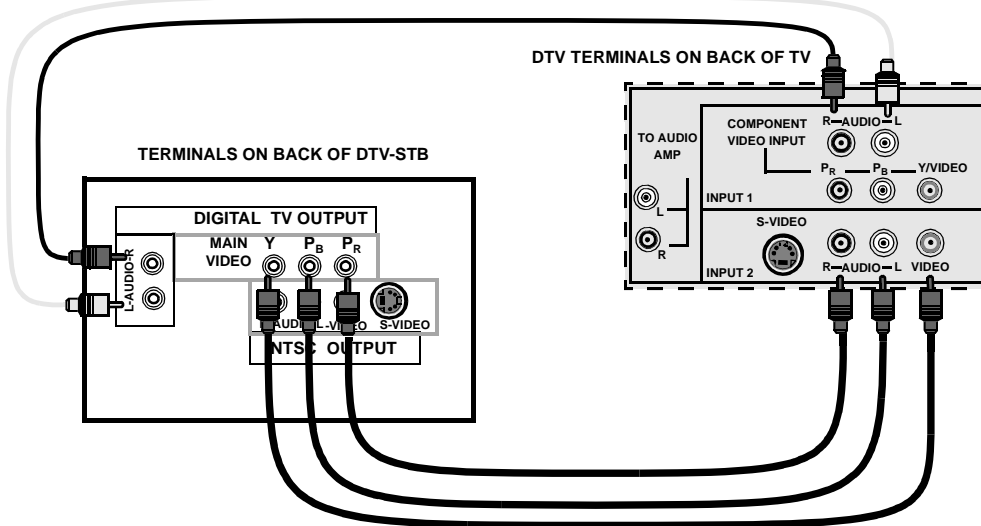 DTV TERMINALS ON BACK OF TV
R AUDIO L
COMPONENT
VIDEO INPUT
TO AUDIO
AMP
PR PB Y/VIDEO
L
INPUT 1
R
S-VIDEO
INPUT 2
R AUDIO L VIDEO
TERMINALS ON BACK OF DTV-STB
DIGITAL TV OUTPUT
MAIN
VIDEO
Y PB PR
L-AUDIO-R
S-VIDEO
OUTPUT